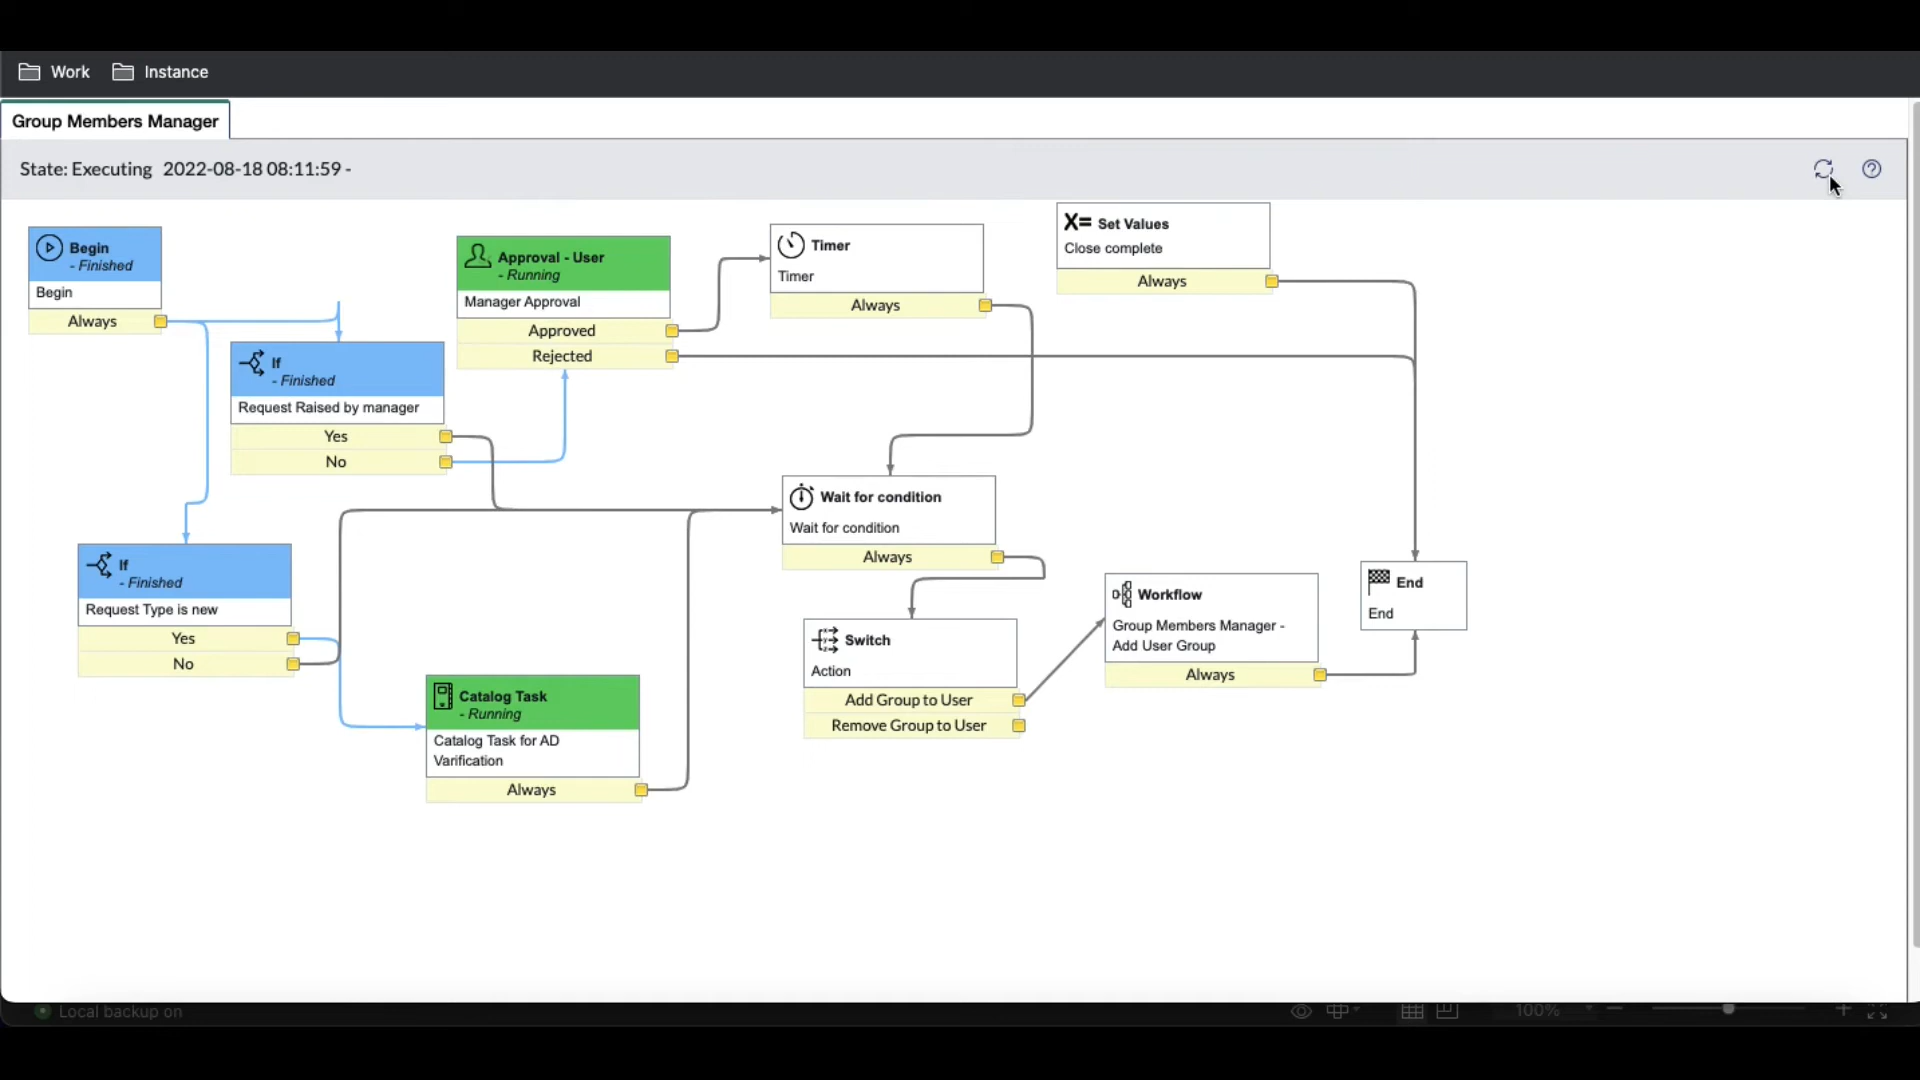 Work Instance
Group Members Manager
State: Executing 2022-08-18 08:11:59 -
Begin
- Finished
Begin
Always
If
- Finished
Request Raised by manager
Yes
No
If
- Finished
Request Type is new
Yes
No
Approval - User
- Running
Manager Approval
Approved
Rejected
Catalog Task
- Running
Catalog Task for AD
Varification
Always
Timer
Timer
Always
Wait for condition
Wait for condition
Always
Switch
Action
Add Group to User
Remove Group to User
X= Set Values
Close complete
Always
Workflow
Group Members Manager -
Add User Group
Always
End
End
Local backup on
100%